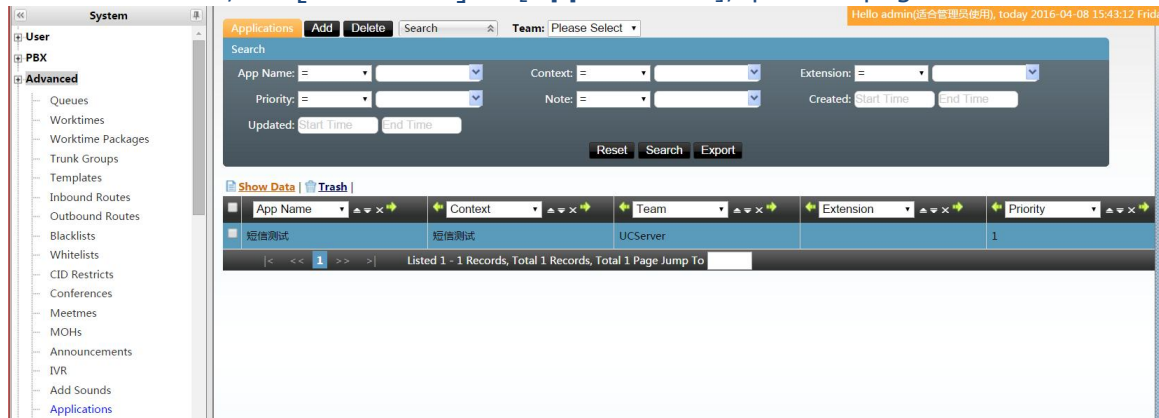 System
User
PBX
Advanced
Queues
Worktimes
Worktime Packages
Trunk Groups
Templates
Inbound Routes
Outbound Routes
Blacklists
Whitelists
CID Restricts
Conferences
Meetmes
MOHs
Announcements
IVR
Add Sounds
Applications
Hello admin(适合管理员使用), today 2016-04-08 15:43:12 Frida
Applications Add Delete Search Team: Please Select
Search
App Name: = Context: = Extension: =
Priority: = Note: = Created: Start Time End Time
Updated: Start Time End Time
Reset Search Export
Show Data | Trash |
App Name Context Team Extension Priority
短信测试 短信测试 UCServer 1
|< << 1 >> >| Listed 1 - 1 Records, Total 1 Records, Total 1 Page Jump To